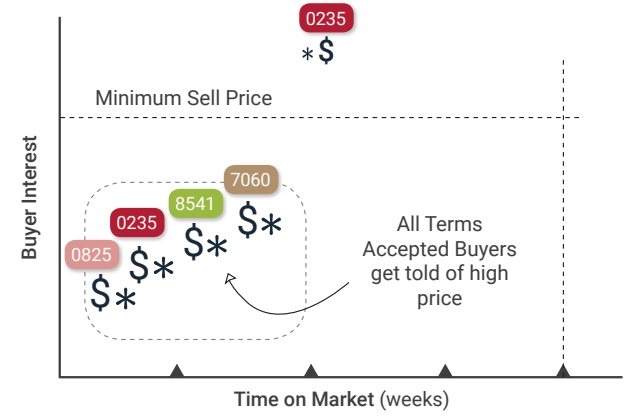 0235
*$
Minimum Sell Price
7060
8541
0235
0825
$*
$*
$*
$*
All Terms
Accepted Buyers
get told of high
price
Buyer Interest
Time on Market (weeks)